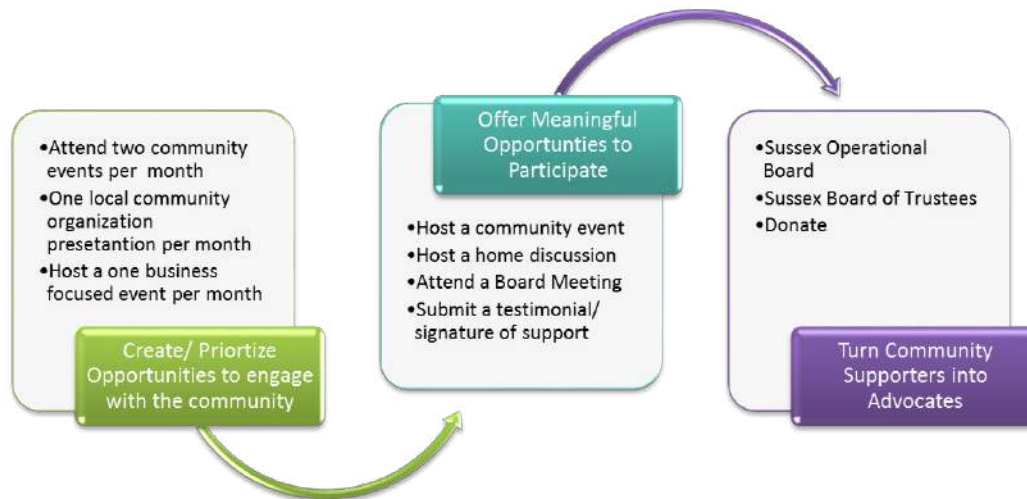 •Attend two community
events per month
•One local community
organization
presetantion per month
•Host a one business
focused event per month
Create/ Priortize
Opportunities to engage
with the community
Offer Meaningful
Opportunties to
Participate
•Host a community event
•Host a home discussion
•Attend a Board Meeting
•Submit a testimonial/
signature of support
•Sussex Operational
Board
•Sussex Board of Trustees
•Donate
Turn Community
Supporters into
Advocates